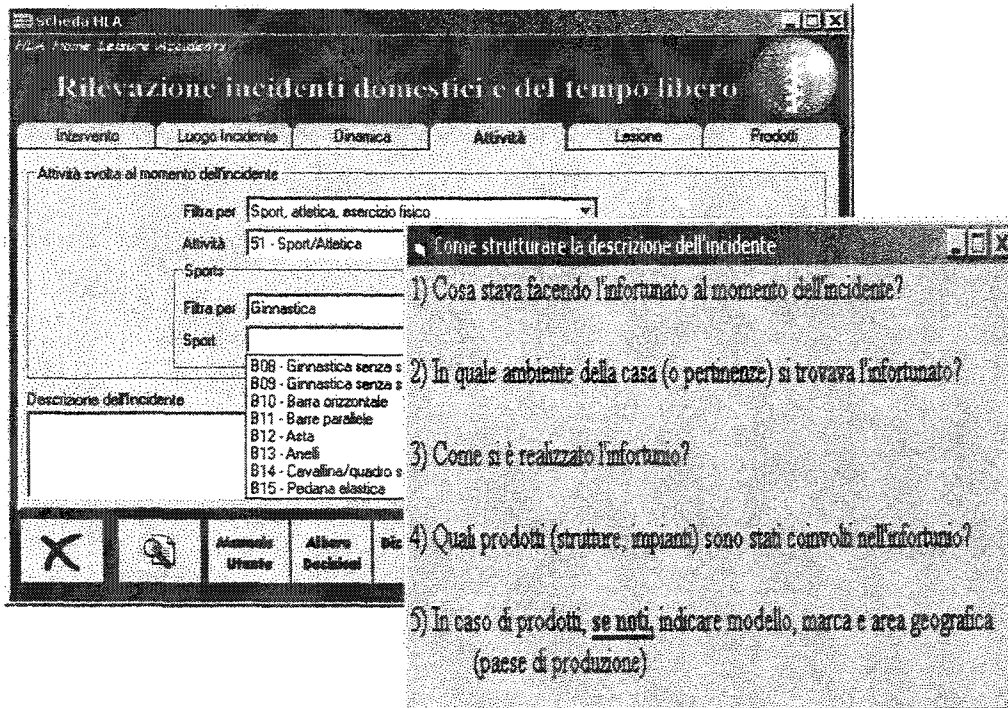 scheda HLA
HLA Home Leisure Accidents
Rilevazione incidenti domestici e del tempo libero
Intervento Luogo Incidente Dinamica Attività Lesione Prodotti
Attività svolta al momento dell'incidente
Filtra per Sport, atletica, esercizio fisico
Attività 51 - Sport/Atletica
Sports
Filtra per Ginnastica
Sport
B08 - Ginnastica senza s
B09 - Ginnastica senza s
B10 - Barra orizzontale
B11 - Barre parallele
B12 - Asta
B13 - Anelli
B14 - Cavallina/quadro s
B15 - Pedana elastica
Descrizione dell'Incidente
Manuale
Utente
Albero
Decisioni
Diz
Come strutturare la descrizione dell'incidente
1) Cosa stava facendo l'infortunato al momento dell'incidente?
2) In quale ambiente della casa (o pertinenze) si trovava l'infortunato?
3) Come si è realizzato l'infortunio?
4) Quali prodotti (strutture, impianti) sono stati coinvolti nell'infortunio?
5) In caso di prodotti, se noti, indicare modello, marca e area geografica
(paese di produzione)